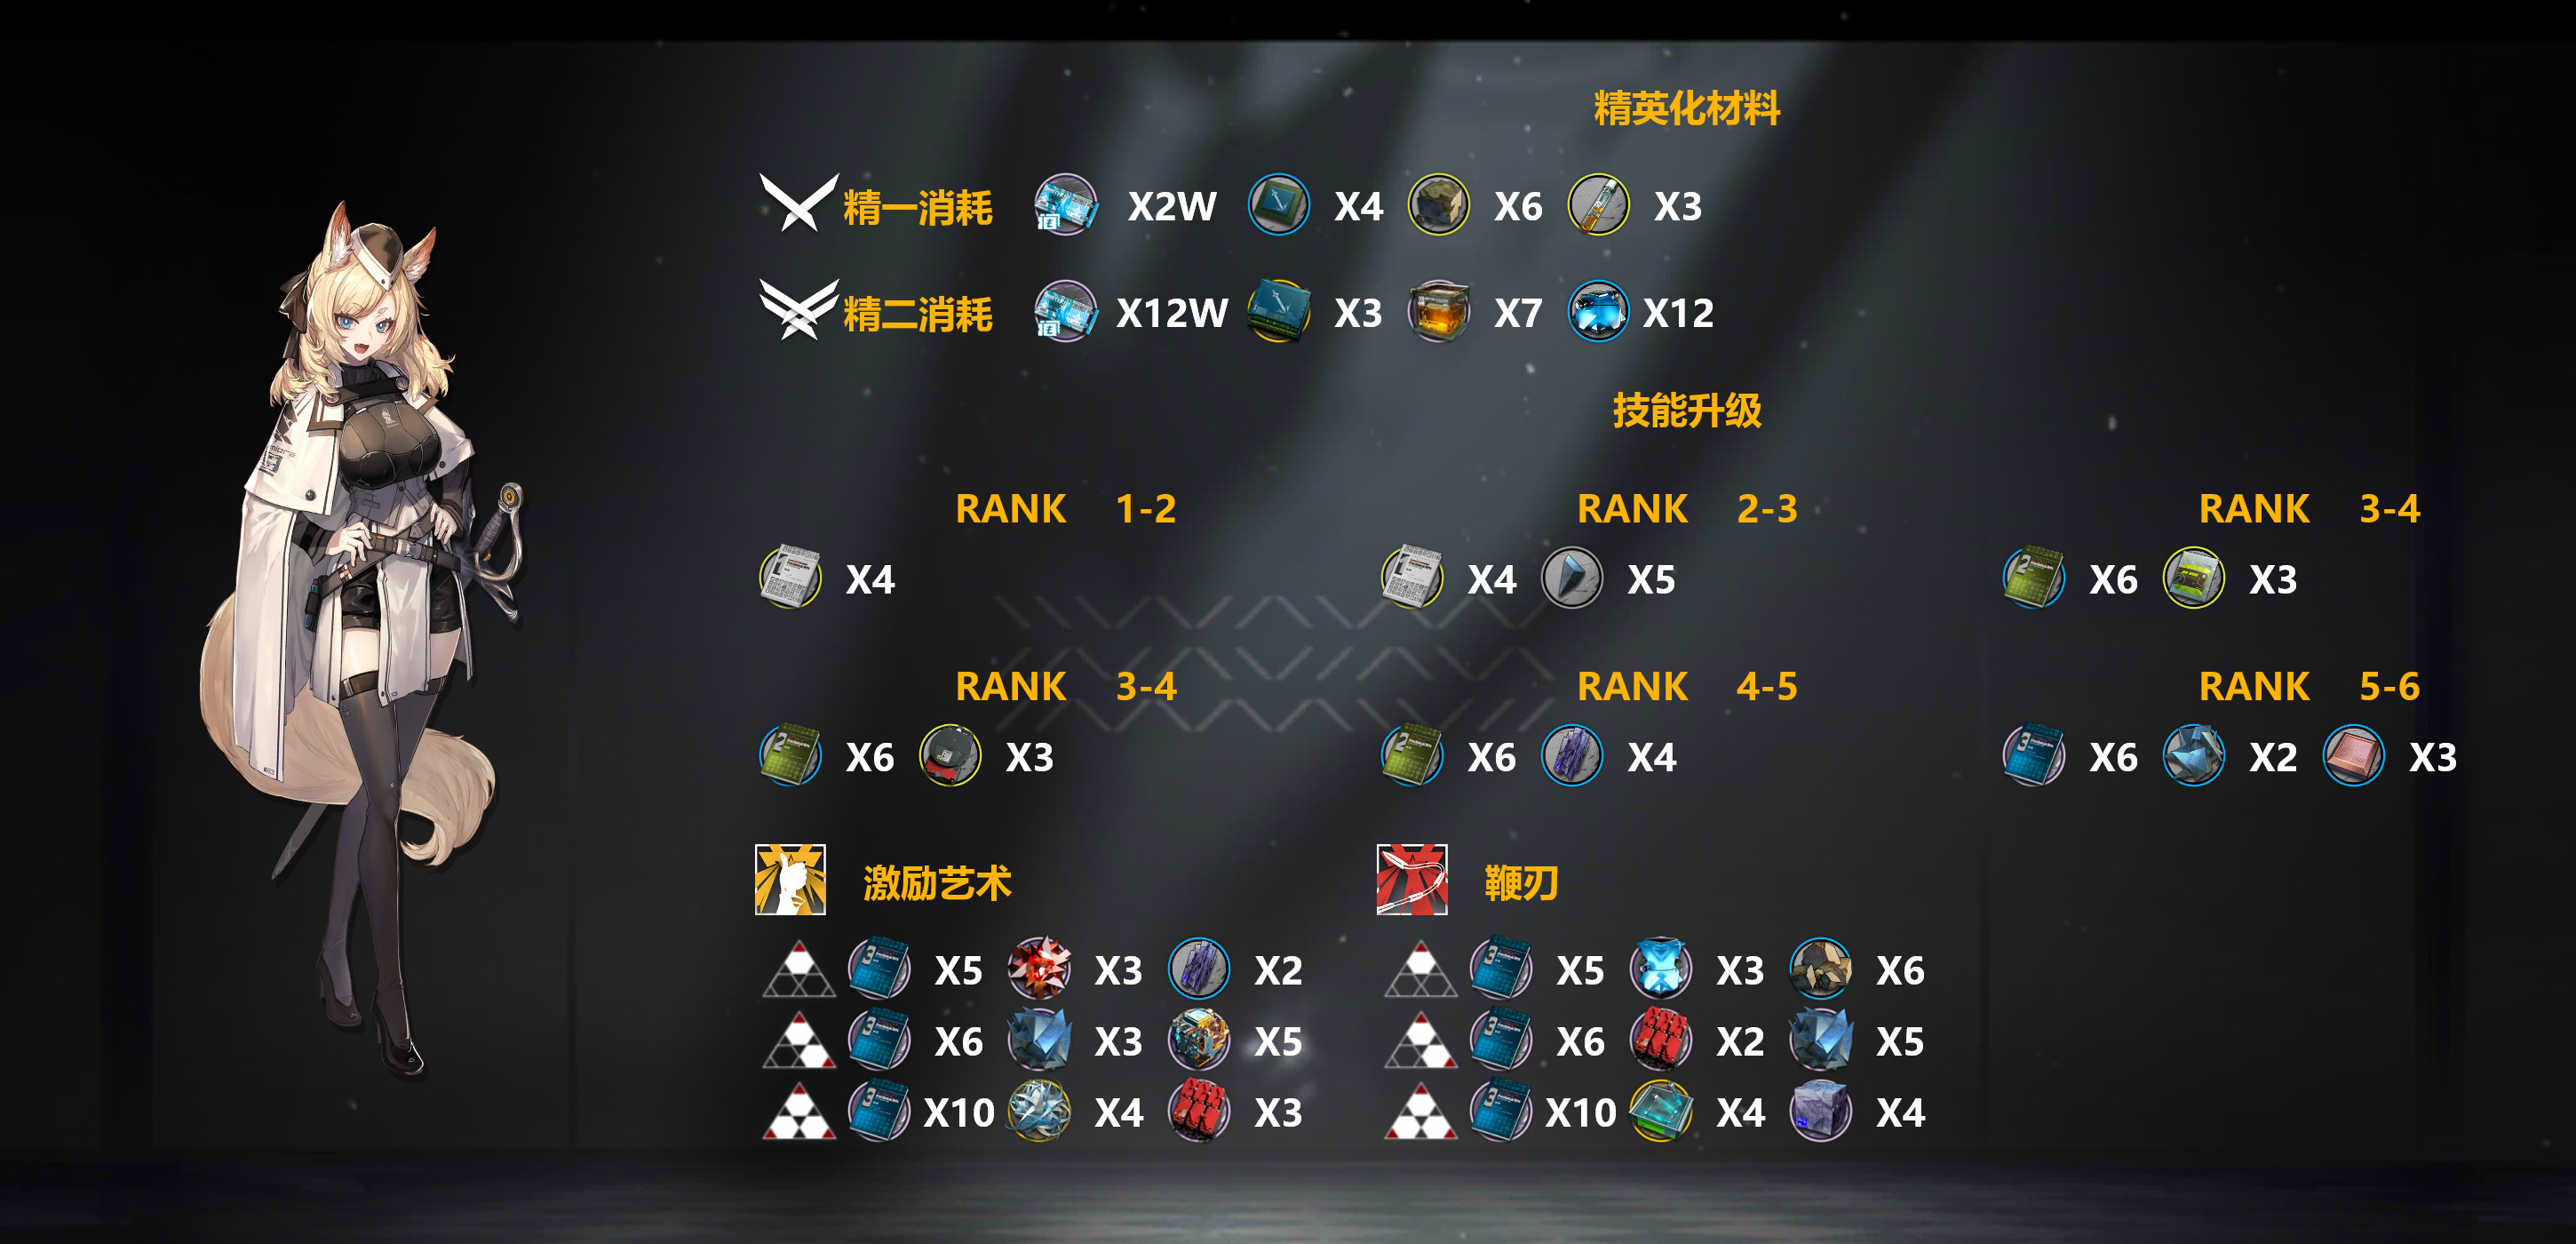 精英化材料
精一消耗 X2W X4 X6 X3
精二消耗 X12W X3 X7 X12
技能升级
RANK 1-2 RANK 2-3 RANK 3-4
X4 X4 X5 X6 X3
RANK 3-4 RANK 4-5 RANK 5-6
X6 X3 X6 X4 X6 X2 X3
激励艺术 鞭刃
X5 X3 X2 X5 X3 X6
X6 X3 X5 X6 X2 X5
X10 X4 X3 X10 X4 X4